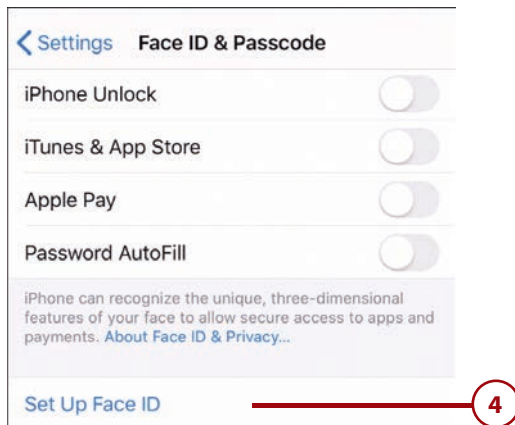 Settings Face ID & Passcode
iPhone Unlock
iTunes & App Store
Apple Pay
Password AutoFill
iPhone can recognize the unique, three-dimensional
features of your face to allow secure access to apps and
payments. About Face ID & Privacy...
Set Up Face ID 4